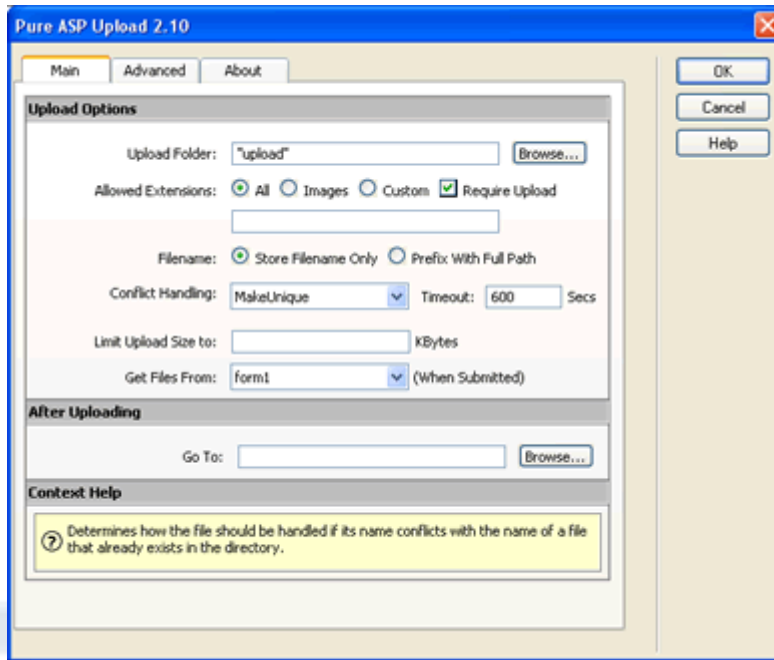 Pure ASP Upload 2.10
Main Advanced About
OK
Cancel
Help
Upload Options
Upload Folder: "upload" Browse...
Allowed Extensions: All Images Custom Require Upload
Filename: Store Filename Only Prefix With Full Path
Conflict Handling: MakeUnique Timeout: 600 Secs
Limit Upload Size to: KBytes
Get Files From: form1 (When Submitted)
After Uploading
Go To: Browse...
Context Help
Determines how the file should be handled if its name conflicts with the name of a file
that already exists in the directory.